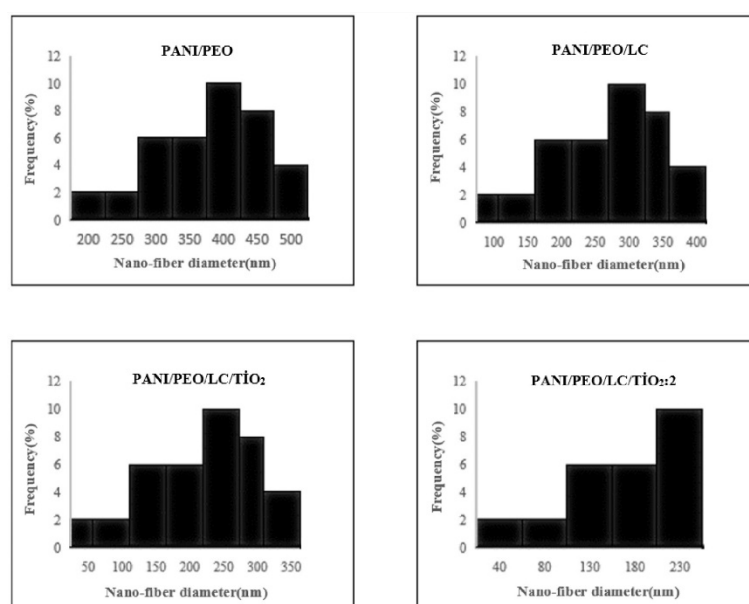 PANI/PEO
12
10
8
6
4
2
0
Frequency(%)
200 250 300 350 400 450 500
Nano-fiber diameter(nm)
PANI/PEO/LC
12
10
8
6
4
2
0
Frequency(%)
100 150 200 250 300 350 400
Nano-fiber diameter(nm)
PANI/PEO/LC/TİO₂
12
10
8
6
4
2
0
Frequency(%)
50 100 150 200 250 300 350
Nano-fiber diameter(nm)
PANI/PEO/LC/TİO₂:2
12
10
8
6
4
2
0
Frequency(%)
40 80 130 180 230
Nano-fiber diameter(nm)